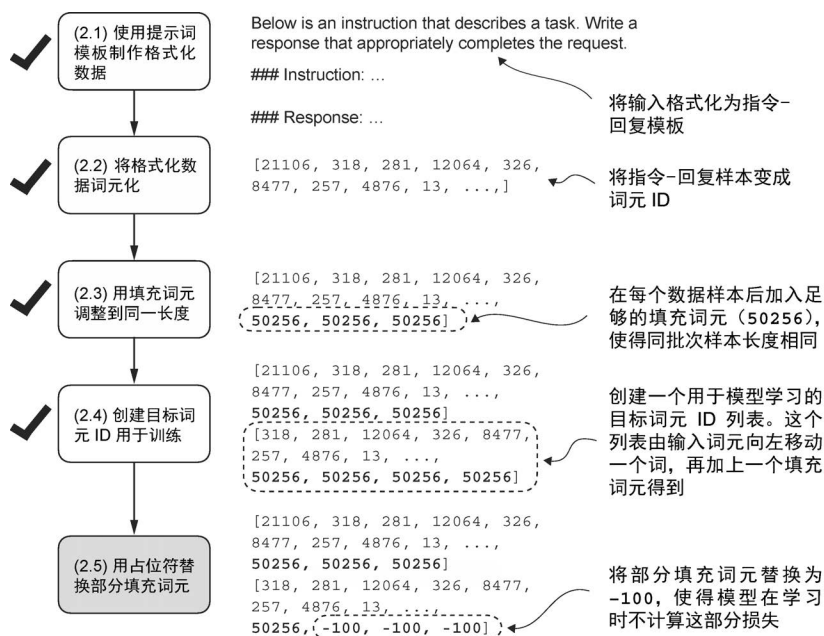 (2.1) 使用提示词
模板制作格式化
数据
Below is an instruction that describes a task. Write a
response that appropriately completes the request.
### Instruction: …
### Response: …
将输入格式化为指令-
回复模板
(2.2) 将格式化数
据词元化
[21106, 318, 281, 12064, 326,
8477, 257, 4876, 13, ...,]
将指令-回复样本变成
词元 ID
(2.3) 用填充词元
调整到同一长度
[21106, 318, 281, 12064, 326,
8477, 257, 4876, 13, ...,
50256, 50256, 50256]
在每个数据样本后加入足
够的填充词元（50256），
使得同批次样本长度相同
(2.4) 创建目标词
元 ID 用于训练
[21106, 318, 281, 12064, 326,
8477, 257, 4876, 13, ...,
50256, 50256, 50256]
[318, 281, 12064, 326, 8477,
257, 4876, 13, ...,
50256, 50256, 50256, 50256]
创建一个用于模型学习的
目标词元 ID 列表。这个
列表由输入词元向左移动
一个词，再加上一个填充
词元得到
(2.5) 用占位符替
换部分填充词元
[21106, 318, 281, 12064, 326,
8477, 257, 4876, 13, ...,
50256, 50256, 50256]
[318, 281, 12064, 326, 8477,
257, 4876, 13, ...,
50256, -100, -100, -100]
将部分填充词元替换为
-100，使得模型在学习
时不计算这部分损失